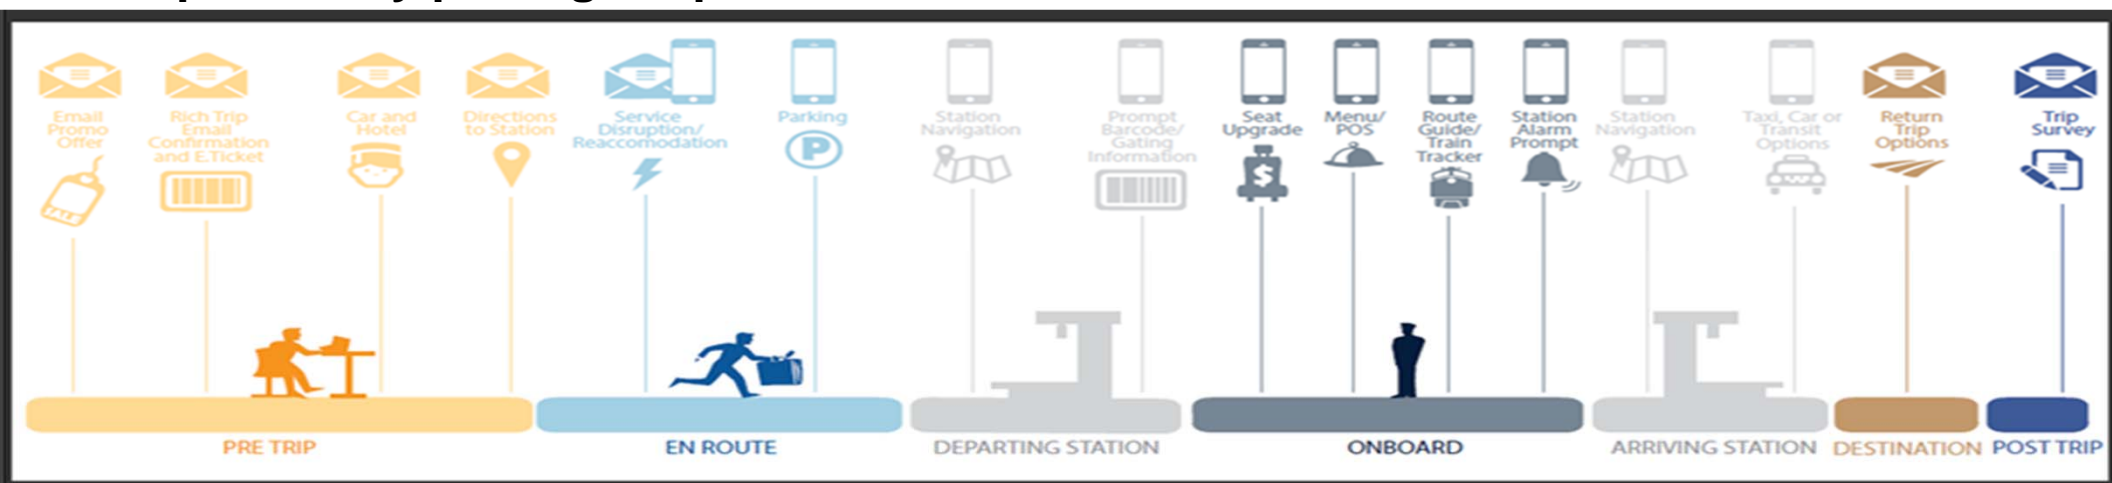 Email
Promo
Offer
Rich Trip
Email
Confirmation
and E.Ticket
Car and
Hotel
Directions
to Station
Service
Disruption/
Reaccomodation
Parking
P
Station
Navigation
Prompt
Barcode/
Gating
Information
Seat
Upgrade
$
Menu/
POS
Route
Guide/
Train
Tracker
Station
Alarm
Prompt
Station
Navigation
Taxi, Car or
Transit
Options
Return
Trip
Options
Trip
Survey
PRE TRIP
EN ROUTE
DEPARTING STATION
ONBOARD
ARRIVING STATION
DESTINATION
POST TRIP